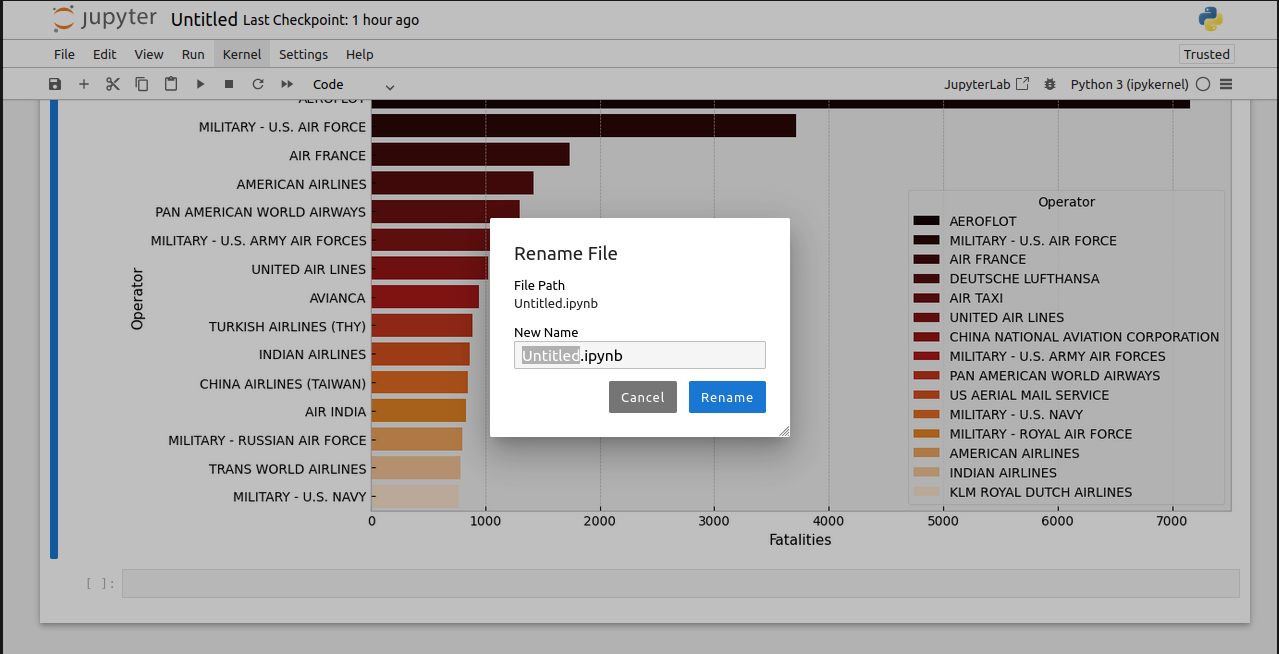 jupyter Untitled Last Checkpoint: 1 hour ago
File Edit View Run Kernel Settings Help Trusted
Code JupyterLab Python 3 (ipykernel)
AEROFLOT
MILITARY - U.S. AIR FORCE
AIR FRANCE
AMERICAN AIRLINES
PAN AMERICAN WORLD AIRWAYS
MILITARY - U.S. ARMY AIR FORCES
UNITED AIR LINES
AVIANCA
TURKISH AIRLINES (THY)
INDIAN AIRLINES
CHINA AIRLINES (TAIWAN)
AIR INDIA
MILITARY - RUSSIAN AIR FORCE
TRANS WORLD AIRLINES
MILITARY - U.S. NAVY
Operator
0 1000 2000 3000 4000 5000 6000 7000
Fatalities
Operator
AEROFLOT
MILITARY - U.S. AIR FORCE
AIR FRANCE
DEUTSCHE LUFTHANSA
AIR TAXI
UNITED AIR LINES
CHINA NATIONAL AVIATION CORPORATION
MILITARY - U.S. ARMY AIR FORCES
PAN AMERICAN WORLD AIRWAYS
US AERIAL MAIL SERVICE
MILITARY - U.S. NAVY
MILITARY - ROYAL AIR FORCE
AMERICAN AIRLINES
INDIAN AIRLINES
KLM ROYAL DUTCH AIRLINES
Rename File
File Path
Untitled.ipynb
New Name
Untitled.ipynb
Cancel Rename
[ ]: